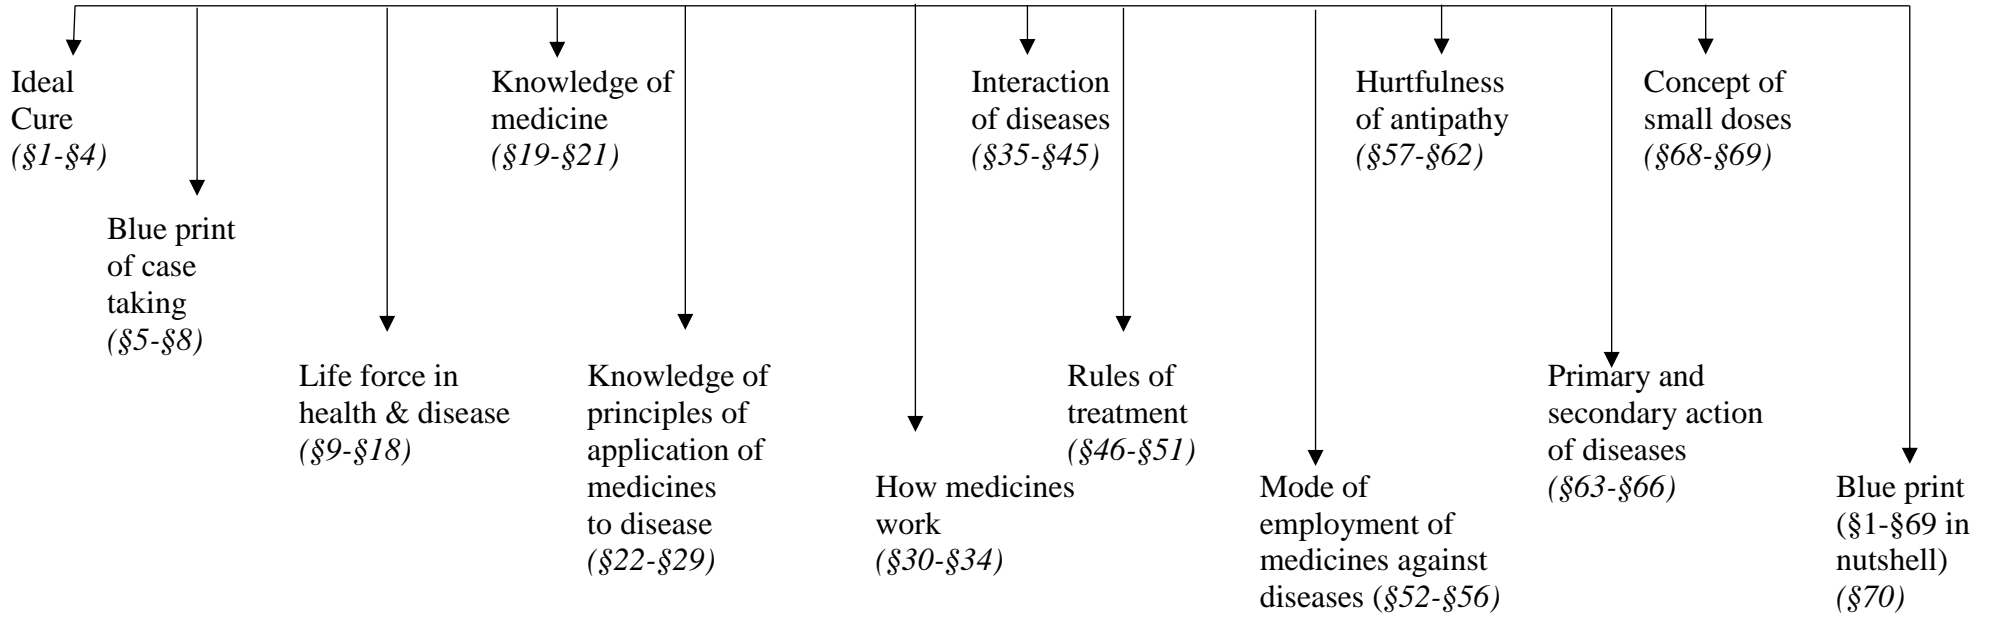 Ideal
Cure
(§1-§4)
Blue print
of case
taking
(§5-§8)
Life force in
health & disease
(§9-§18)
Knowledge of
medicine
(§19-§21)
Knowledge of
principles of
application of
medicines
to disease
(§22-§29)
How medicines
work
(§30-§34)
Interaction
of diseases
(§35-§45)
Rules of
treatment
(§46-§51)
Mode of
employment of
medicines against
diseases (§52-§56)
Hurtfulness
of antipathy
(§57-§62)
Primary and
secondary action
of diseases
(§63-§66)
Concept of
small doses
(§68-§69)
Blue print
(§1-§69 in
nutshell)
(§70)